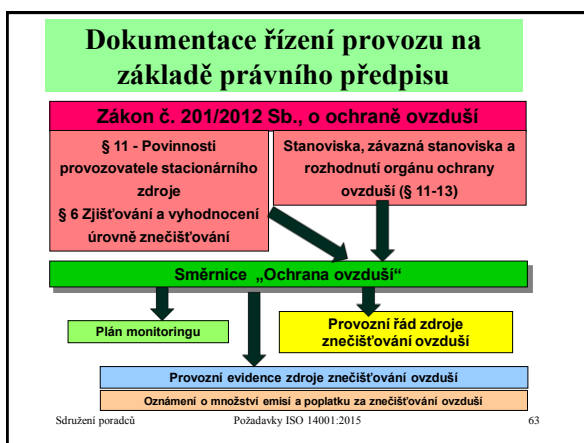 Dokumentace řízení provozu na
základě právního předpisu
Zákon č. 201/2012 Sb., o ochraně ovzduší
§ 11 - Povinnosti
provozovatele stacionárního
zdroje
§ 6 Zjišťování a vyhodnocení
úrovně znečišťování
Stanoviska, závazná stanoviska a
rozhodnutí orgánu ochrany
ovzduší (§ 11-13)
Směrnice „Ochrana ovzduší“
Plán monitoringu
Provozní řád zdroje
znečišťování ovzduší
Provozní evidence zdroje znečišťování ovzduší
Oznámení o množství emisí a poplatku za znečišťování ovzduší
Sdružení poradců Požadavky ISO 14001:2015 63